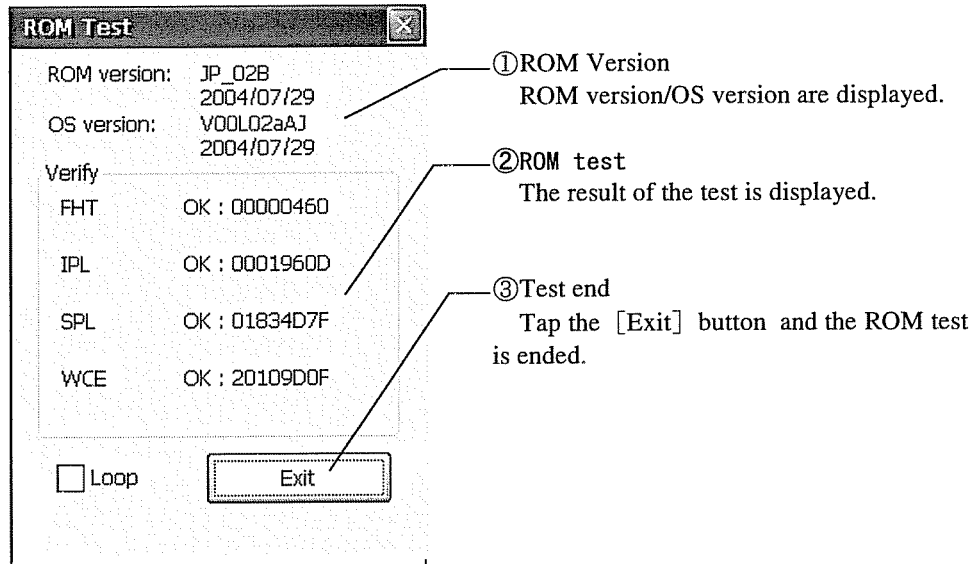 ROM Test
ROM version: JP_02B
2004/07/29
OS version: V00L02aAJ
2004/07/29
Verify
FHT OK : 00000460
IPL OK : 0001960D
SPL OK : 01834D7F
WCE OK : 20109D0F
Loop
Exit
①ROM Version
ROM version/OS version are displayed.
②ROM test
The result of the test is displayed.
③Test end
Tap the [Exit] button and the ROM test
is ended.